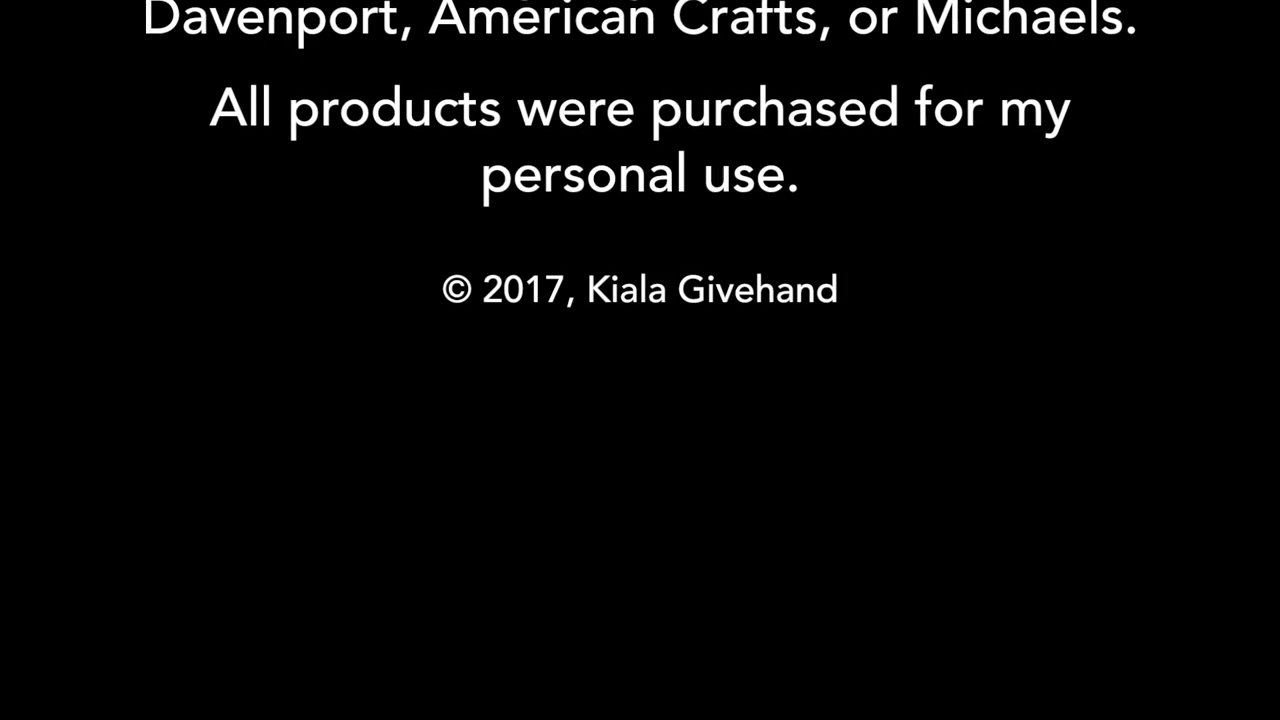 Davenport, American Crafts, or Michaels.
All products were purchased for my
personal use.
© 2017, Kiala Givehand